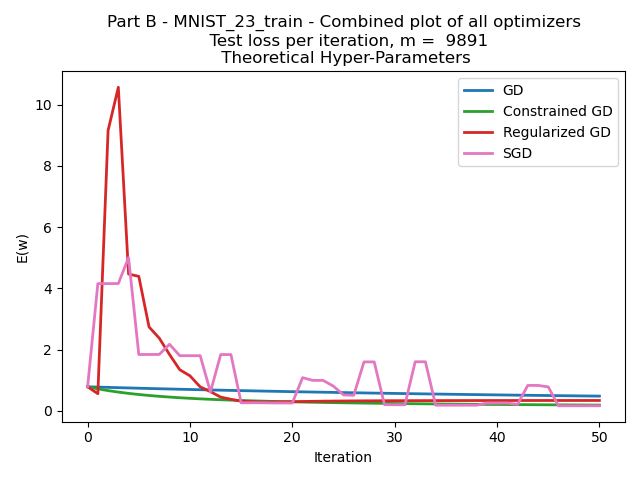 Part B - MNIST_23_train - Combined plot of all optimizers
Test loss per iteration, m =  9891
Theoretical Hyper-Parameters
GD
Constrained GD
Regularized GD
SGD
E(w)
10
8
6
4
2
0
0 10 20 30 40 50
Iteration